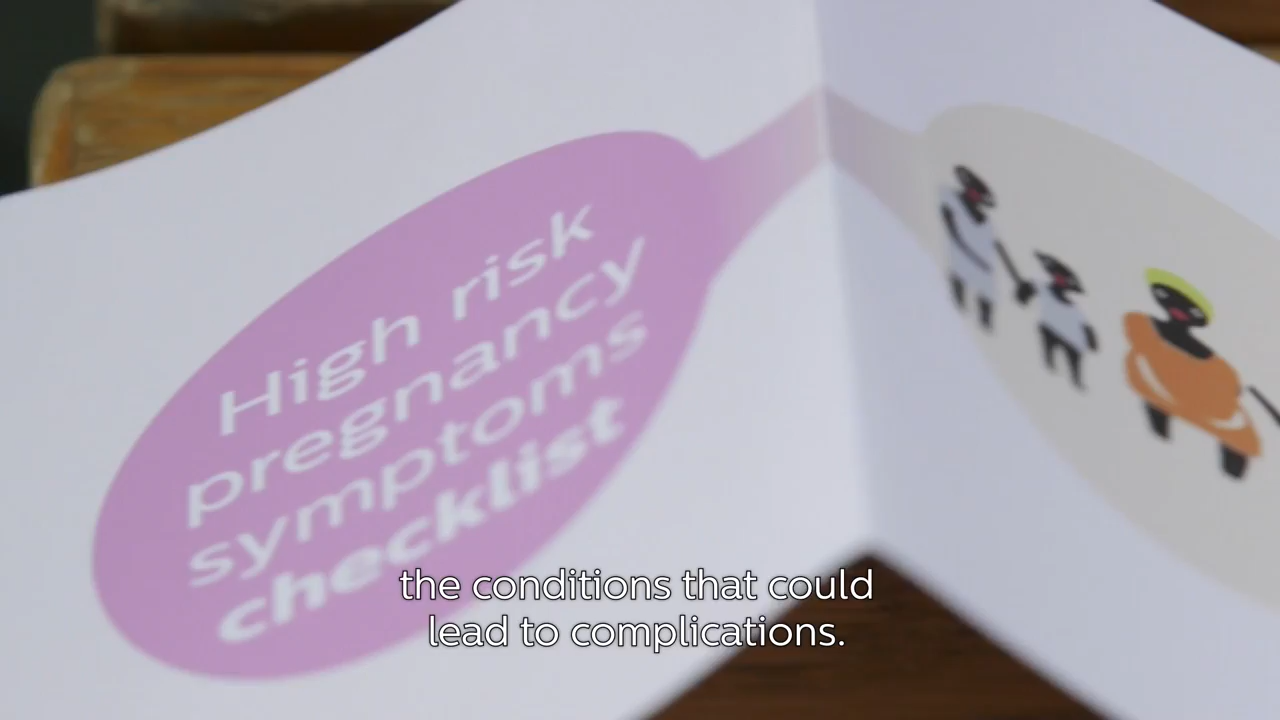 High risk
pregnancy
symptoms
checklist
the conditions that could
lead to complications.